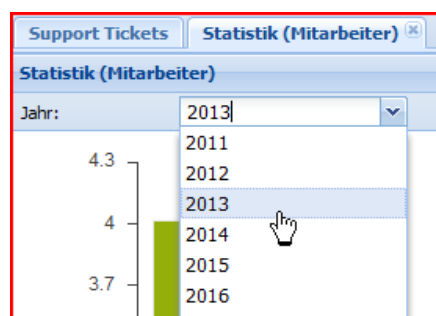 Support Tickets Statistik (Mitarbeiter)
Statistik (Mitarbeiter)
Jahr: 2013
2011
4.3
2012
2013
4 2014
2015
3.7
2016